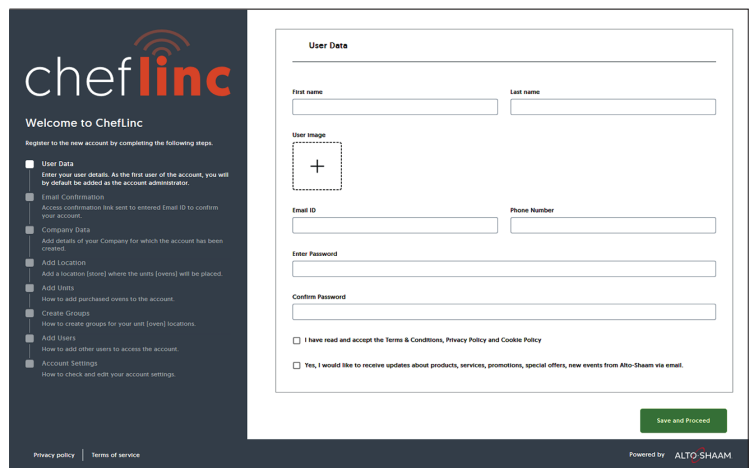 cheflinc
Welcome to ChefLinc
Register to the new account by completing the following steps.
User Data
Enter your user details. As the first user of the account, you will
by default be added as the account administrator.
Email Confirmation
Access confirmation link sent to entered Email ID to confirm
your account.
Company Data
Add details of your Company for which the account has been
created.
Add Location
Add a location [store] where the units [ovens] will be placed.
Add Units
How to add purchased ovens to the account.
Create Groups
How to create groups for your unit [oven] locations.
Add Users
How to add other users to access the account.
Account Settings
How to check and edit your account settings.
User Data
First name
Last name
User image
Email ID
Phone Number
Enter Password
Confirm Password
I have read and accept the Terms & Conditions, Privacy Policy and Cookie Policy
Yes, I would like to receive updates about products, services, promotions, special offers, new events from Alto-Shaam via email.
Save and Proceed
Privacy policy | Terms of service
Powered by ALTO-SHAAM